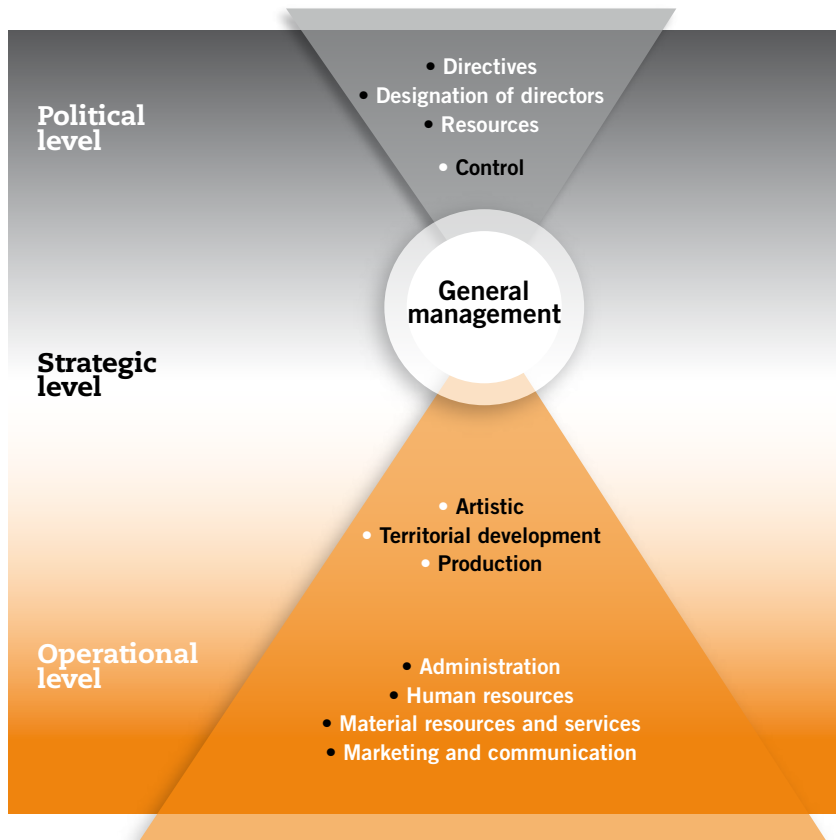 Political
level
• Directives
• Designation of directors
• Resources
• Control
General
management
Strategic
level
• Artistic
• Territorial development
• Production
Operational
level
• Administration
• Human resources
• Material resources and services
• Marketing and communication